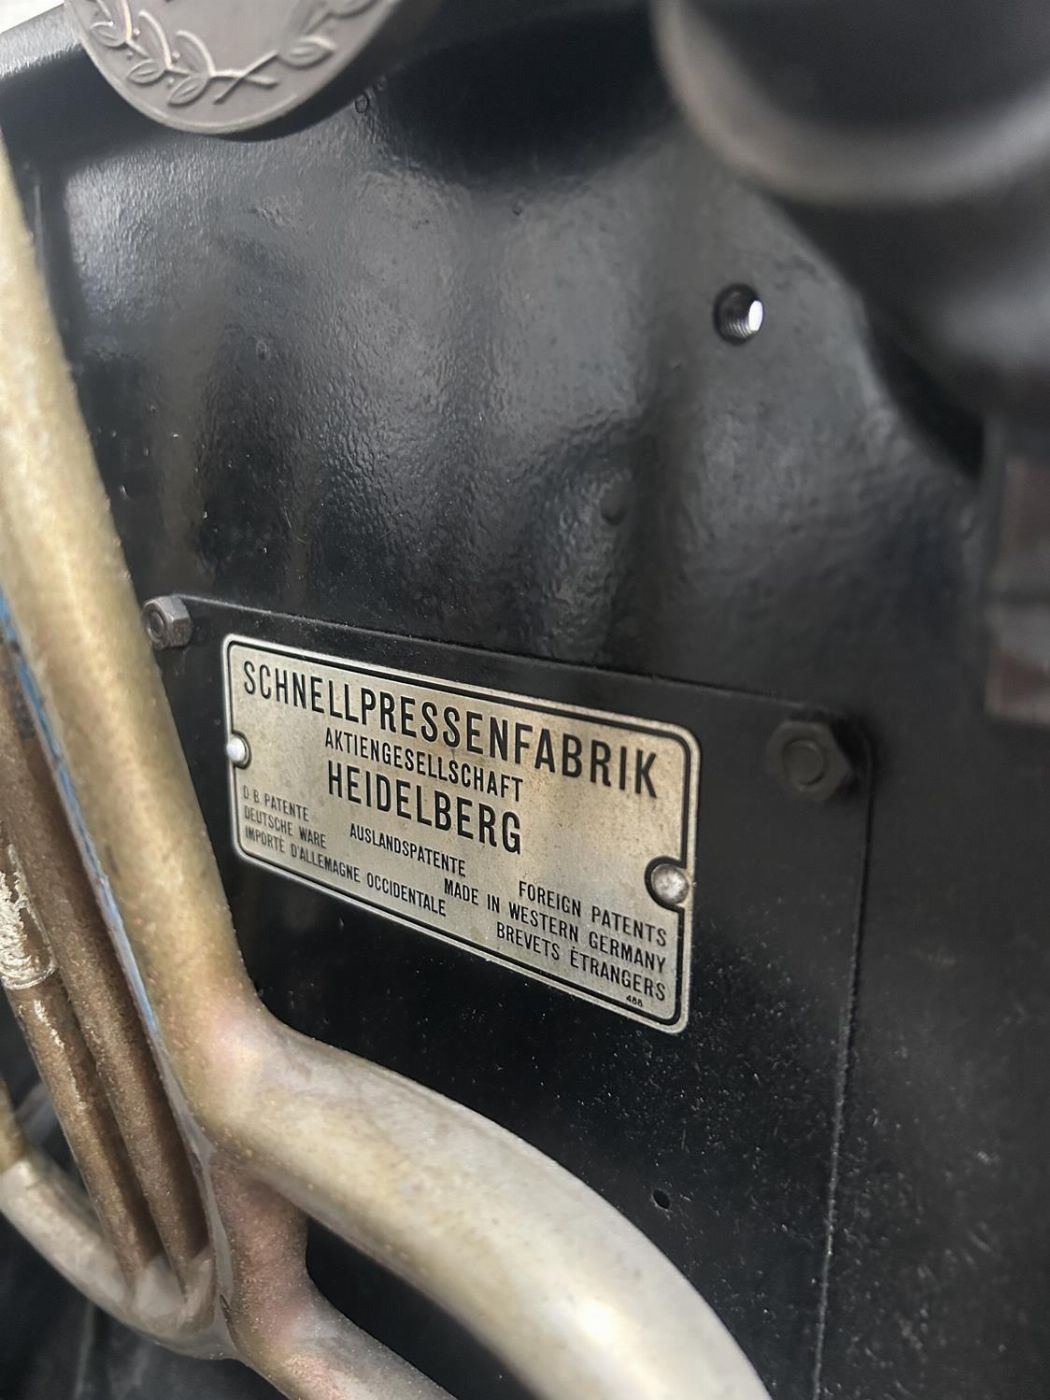 SCHNELLPRESSENFABRIK
AKTIENGESELLSCHAFT
HEIDELBERG
D.B. PATENTE AUSLANDSPATENTE FOREIGN PATENTS
DEUTSCHE WARE MADE IN WESTERN GERMANY
IMPORTÉ D'ALLEMAGNE OCCIDENTALE BREVETS ÉTRANGERS
488